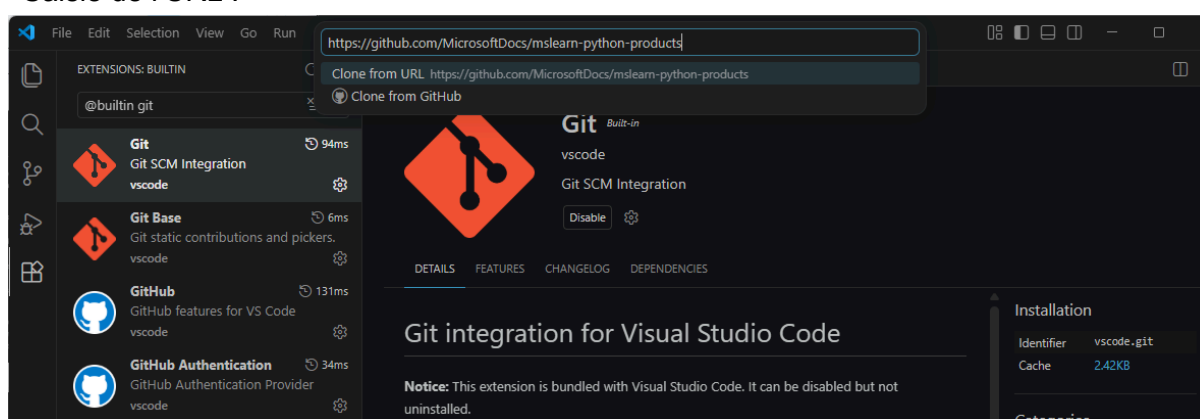 File Edit Selection View Go Run
https://github.com/MicrosoftDocs/mslearn-python-products
Clone from URL https://github.com/MicrosoftDocs/mslearn-python-products
Clone from GitHub
EXTENSIONS: BUILTIN
@builtin git
Git 94ms
Git SCM Integration
vscode
Git Base 6ms
Git static contributions and pickers.
vscode
GitHub 131ms
GitHub features for VS Code
vscode
GitHub Authentication 34ms
GitHub Authentication Provider
vscode
Git Built-in
vscode
Git SCM Integration
Disable
DETAILS FEATURES CHANGELOG DEPENDENCIES
Git integration for Visual Studio Code
Notice: This extension is bundled with Visual Studio Code. It can be disabled but not
uninstalled.
Installation
Identifier vscode.git
Cache 2.42KB